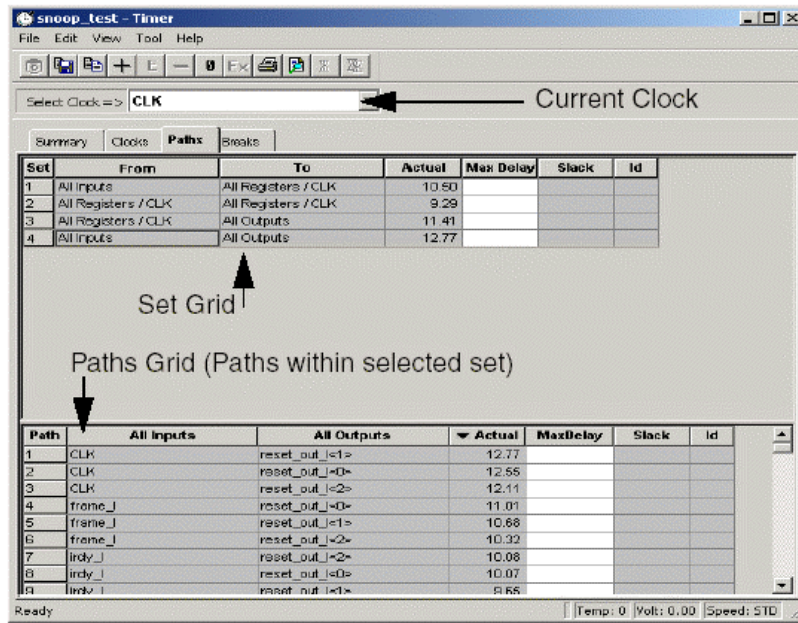 snoop_test - Timer
File Edit View Tool Help
Select Clock => CLK
Current Clock
Summary Clocks Paths Breaks
Set From To Actual Max Delay Slack Id
1 All Inputs All Registers / CLK 10.50
2 All Registers / CLK All Registers / CLK 9.29
3 All Registers / CLK All Outputs 11.41
4 All Inputs All Outputs 12.77
Set Grid
Paths Grid (Paths within selected set)
Path All Inputs All Outputs Actual MaxDelay Slack Id
1 CLK reset_out_l<1> 12.77
2 CLK reset_out_l<0> 12.55
3 CLK reset_out_l<2> 12.11
4 frame_l reset_out_l<0> 11.01
5 frame_l reset_out_l<1> 10.68
6 frame_l reset_out_l<2> 10.32
7 irdy_l reset_out_l<2> 10.08
8 irdy_l reset_out_l<0> 10.07
9 irdy_l reset_out_l<1>
Ready Temp: 0 Volt: 0.00 Speed: STD